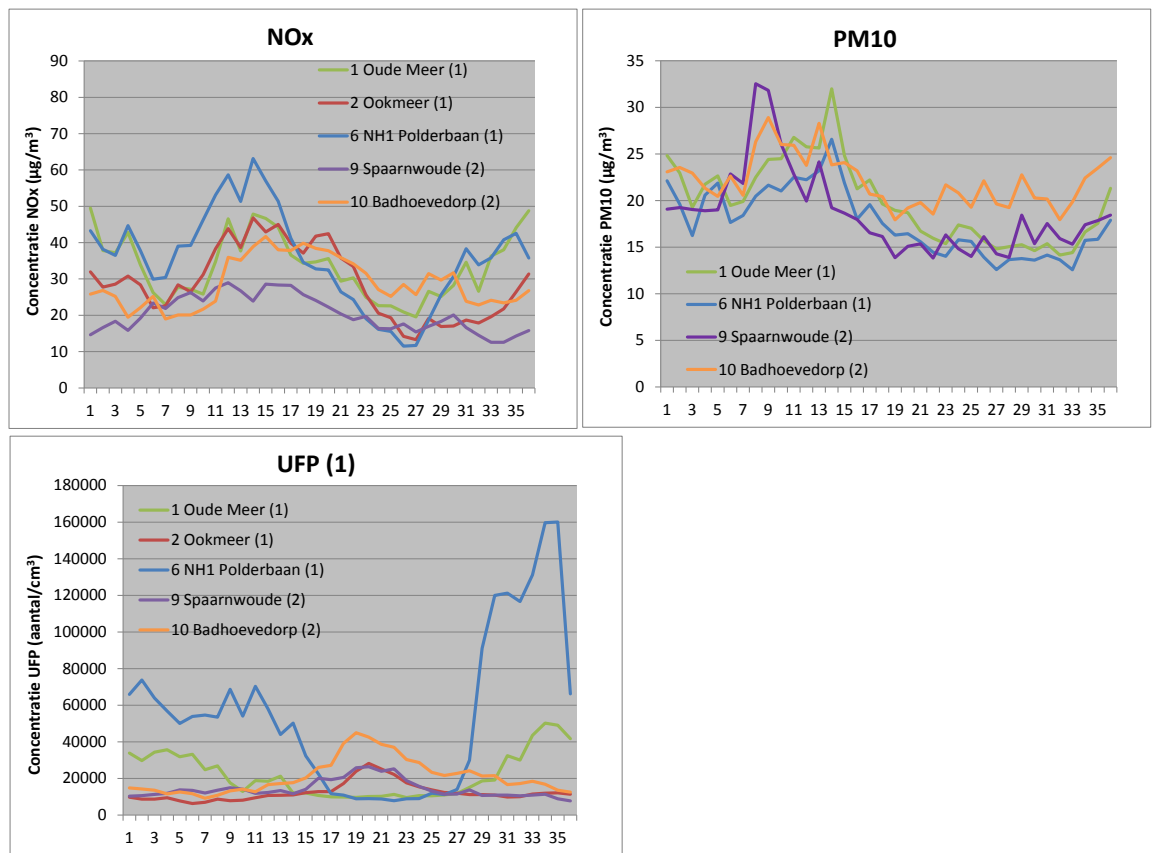 NOx
Concentratie NOx (µg/m³)
90
80
70
60
50
40
30
20
10
0
1 Oude Meer (1)
2 Ookmeer (1)
6 NH1 Polderbaan (1)
9 Spaarnwoude (2)
10 Badhoevedorp (2)
1 3 5 7 9 11 13 15 17 19 21 23 25 27 29 31 33 35
PM10
Concentratie PM10 (µg/m³)
35
30
25
20
15
10
5
0
1 Oude Meer (1)
6 NH1 Polderbaan (1)
9 Spaarnwoude (2)
10 Badhoevedorp (2)
1 3 5 7 9 11 13 15 17 19 21 23 25 27 29 31 33 35
UFP (1)
Concentratie UFP (aantal/cm³)
180000
160000
140000
120000
100000
80000
60000
40000
20000
0
1 Oude Meer (1)
2 Ookmeer (1)
6 NH1 Polderbaan (1)
9 Spaarnwoude (2)
10 Badhoevedorp (2)
1 3 5 7 9 11 13 15 17 19 21 23 25 27 29 31 33 35